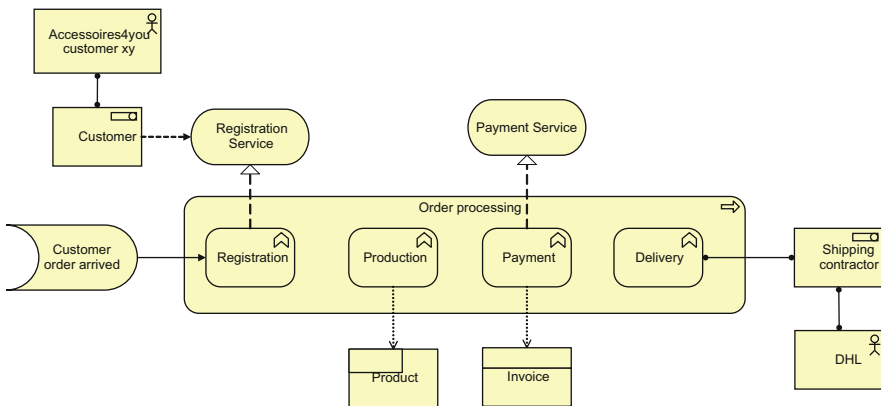 Accessoires4you
customer xy
Customer
Registration
Service
Payment Service
Order processing
Customer
order arrived
Registration
Production
Payment
Delivery
Shipping
contractor
Product
Invoice
DHL